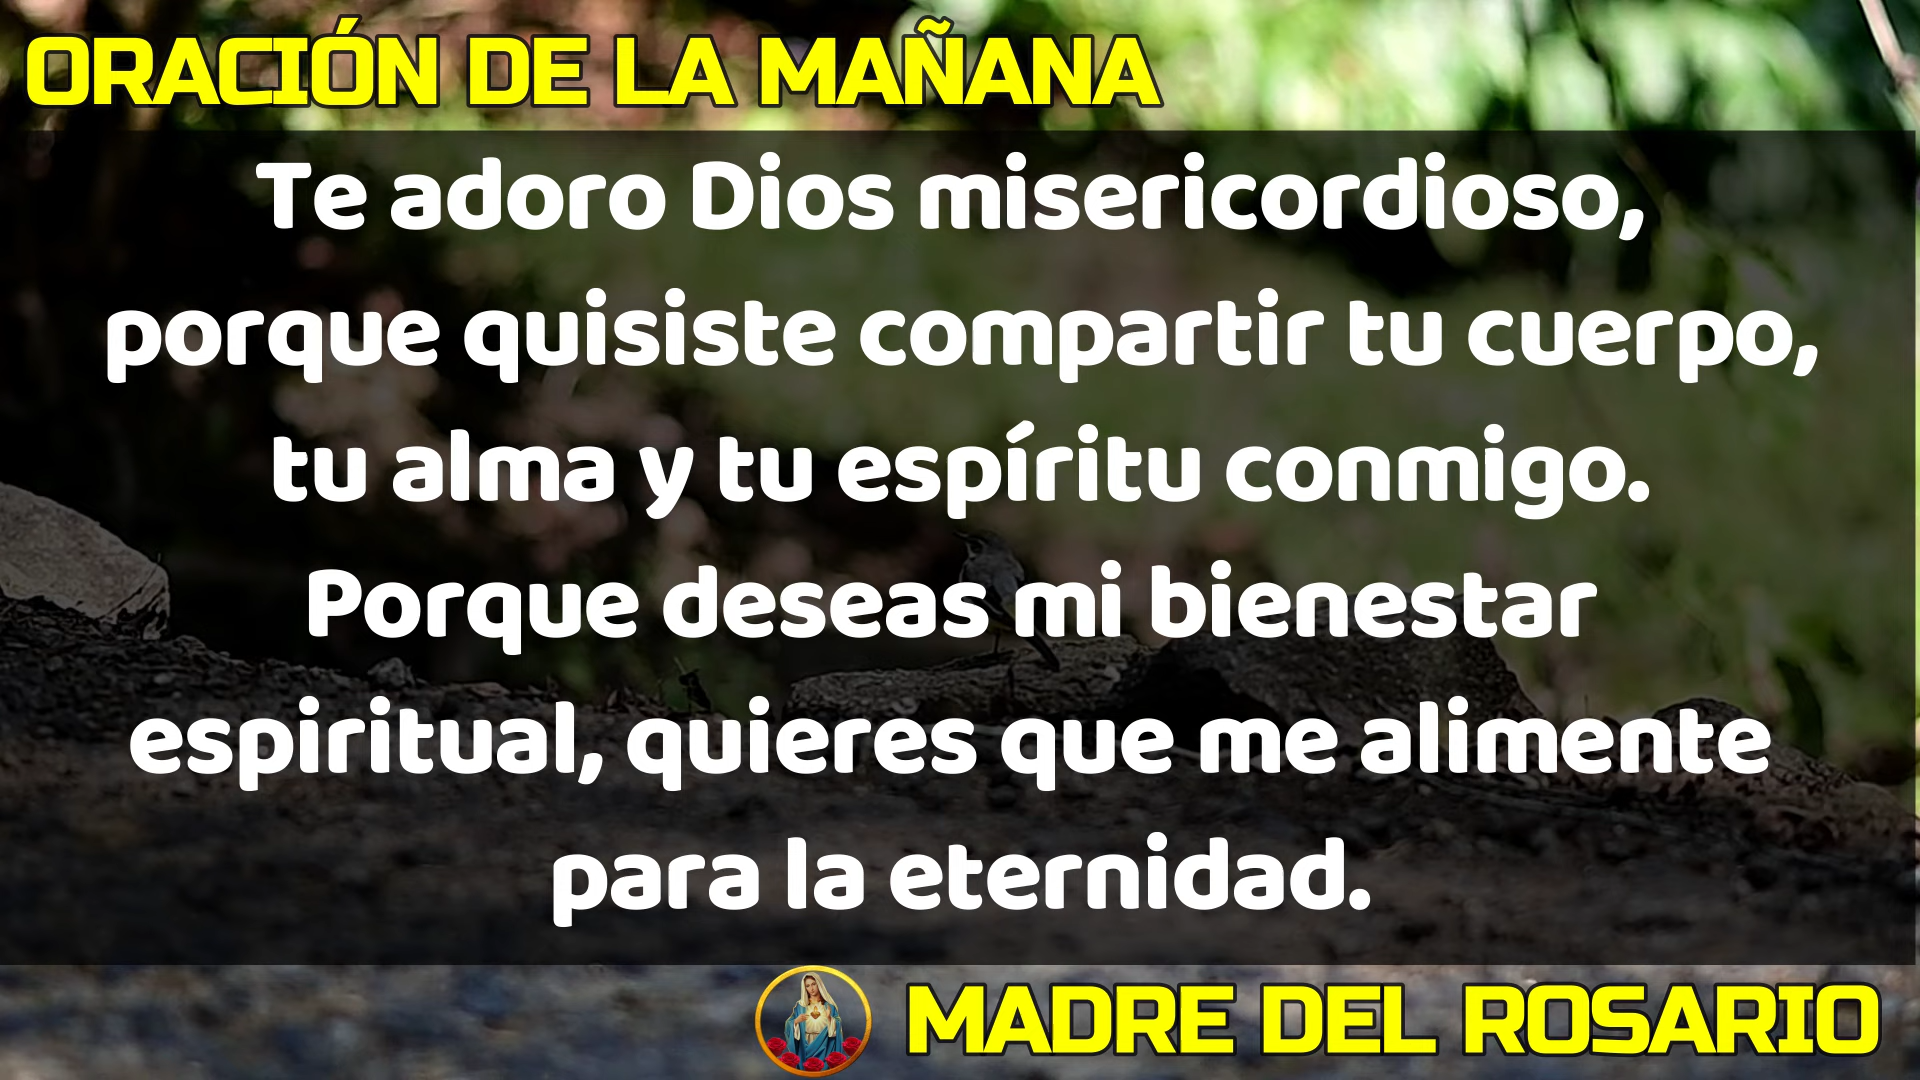 ORACIÓN DE LA MAÑANA
Te adoro Dios misericordioso,
porque quisiste compartir tu cuerpo,
tu alma y tu espíritu conmigo.
Porque deseas mi bienestar
espiritual, quieres que me alimente
para la eternidad.
MADRE DEL ROSARIO